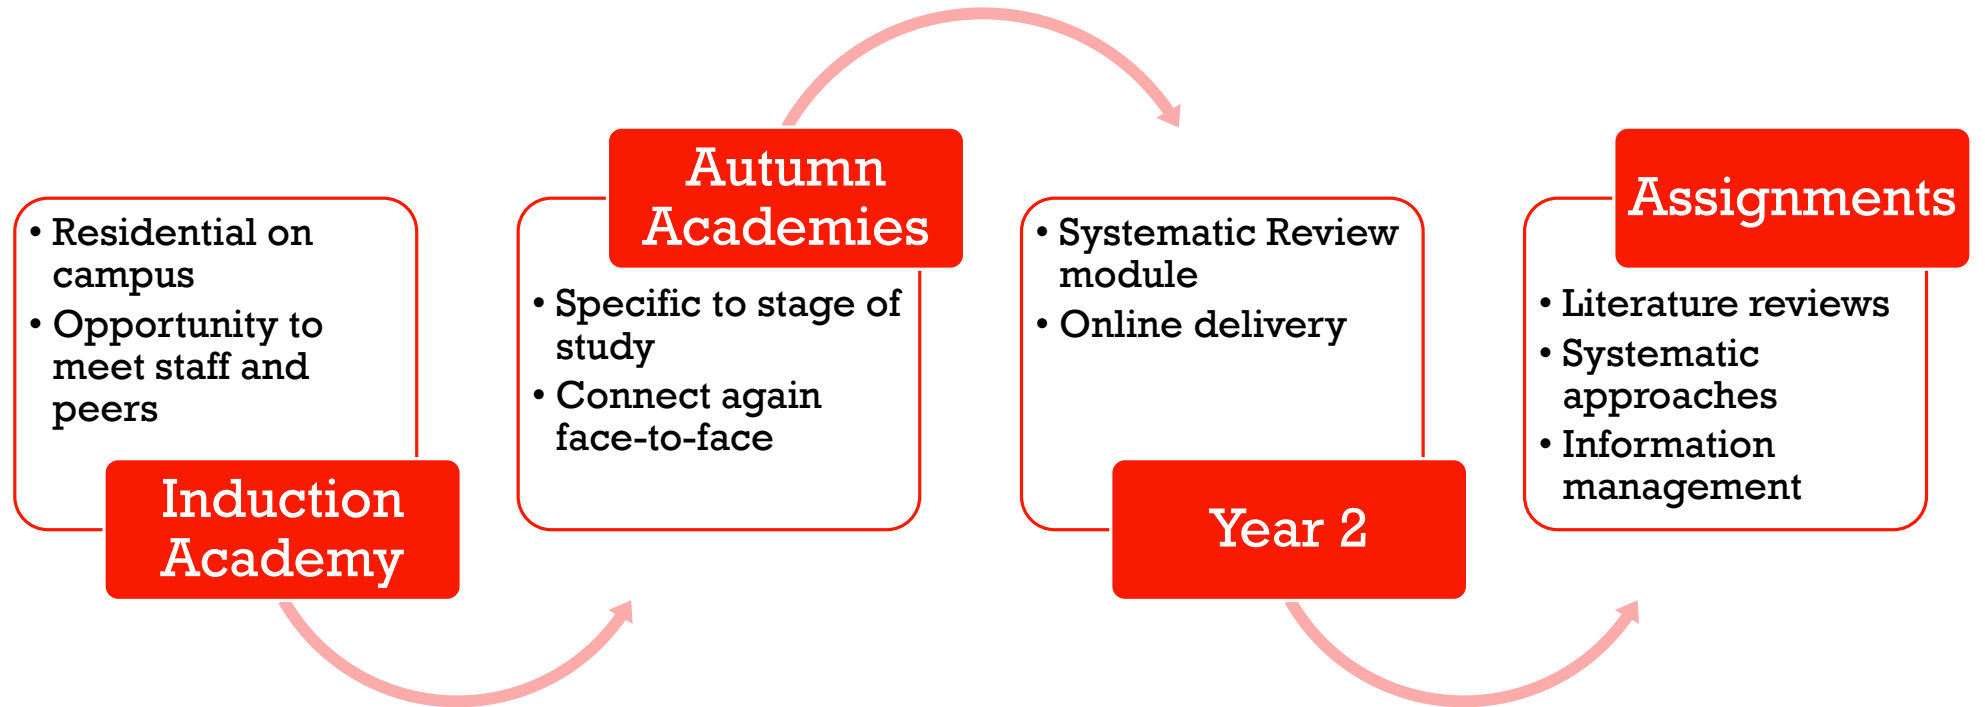 • Residential on
campus
• Opportunity to
meet staff and
peers
Induction
Academy
Autumn
Academies
• Specific to stage of
study
• Connect again
face-to-face
• Systematic Review
module
• Online delivery
Year 2
Assignments
• Literature reviews
• Systematic
approaches
• Information
management